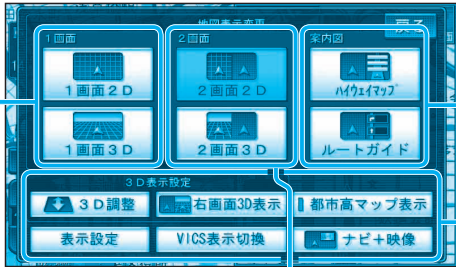 地図表示変更
戻る
1画面
2画面
案内図
1画面2D
2画面2D
ハイウェイマップ
1画面3D
2画面3D
ルートガイド
3D表示設定
3D調整
右画面3D表示
都市高マップ表示
表示設定
VICS表示切換
ナビ+映像